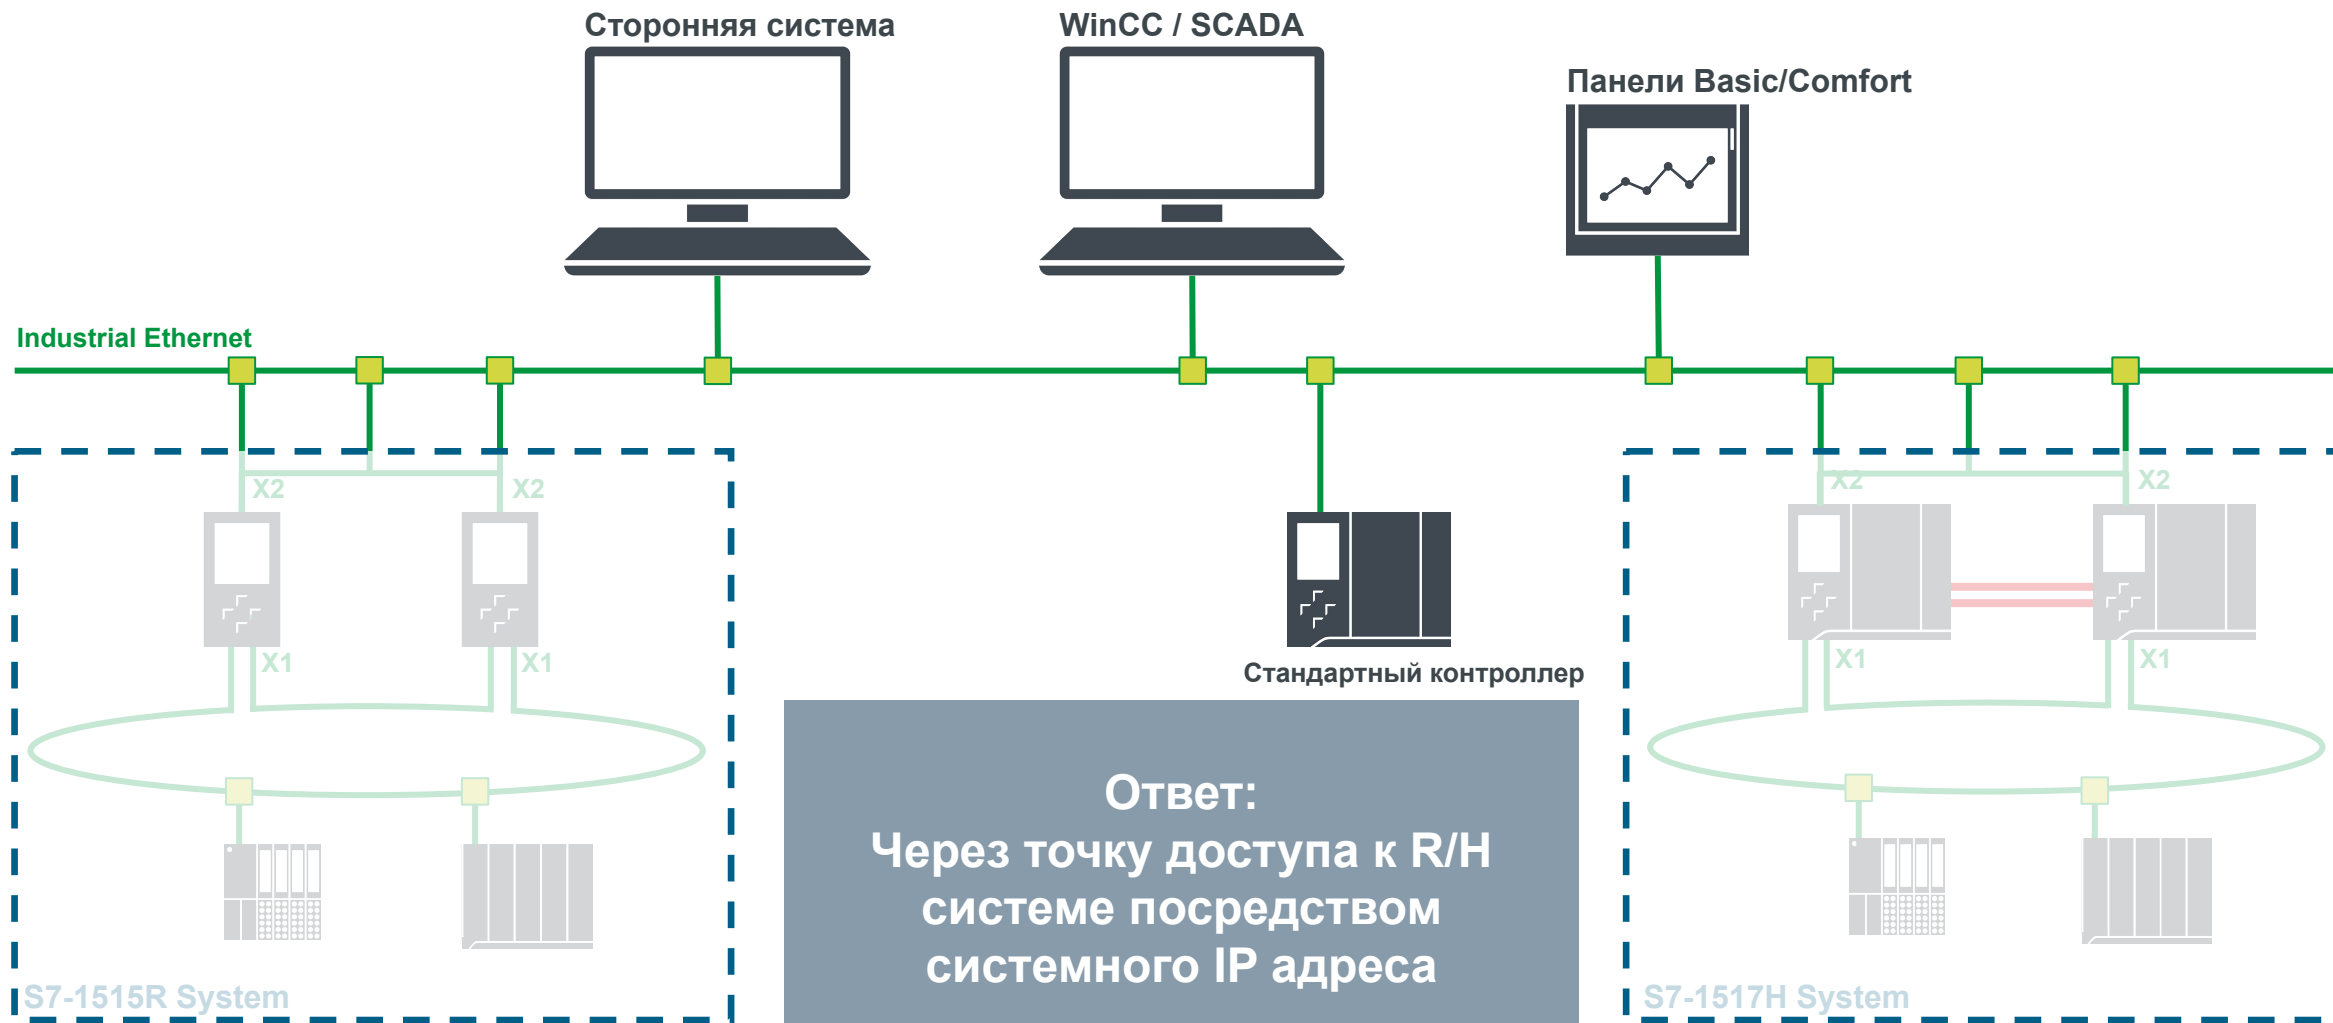 Сторонняя система
WinCC / SCADA
Панели Basic/Comfort
Industrial Ethernet
X2
X2
X2
X2
X1
X1
X1
X1
Стандартный контроллер
Ответ:
Через точку доступа к R/H
системе посредством
системного IP адреса
S7-1515R System
S7-1517H System